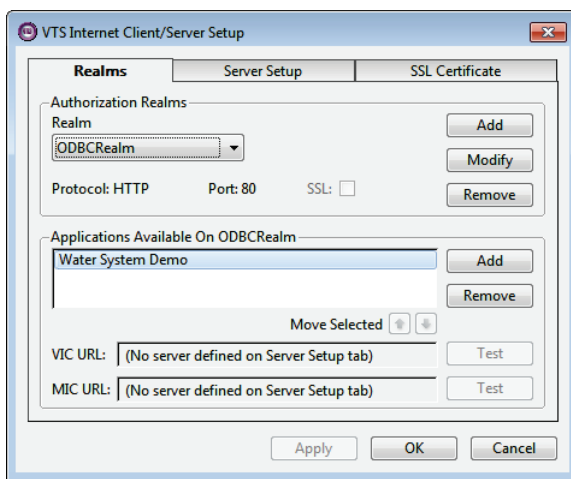 VTS Internet Client/Server Setup
Realms Server Setup SSL Certificate
Authorization Realms
Realm
ODBCRealm
Add
Modify
Protocol: HTTP Port: 80 SSL:
Remove
Applications Available On ODBCRealm
Water System Demo
Add
Remove
Move Selected
VIC URL: (No server defined on Server Setup tab) Test
MIC URL: (No server defined on Server Setup tab) Test
Apply OK Cancel